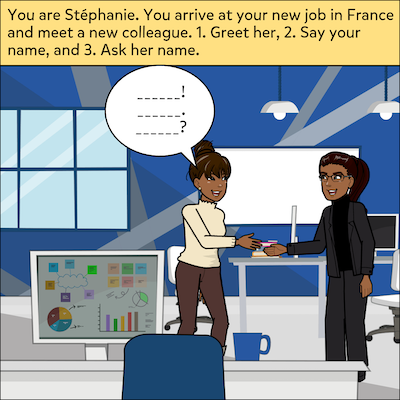 You are Stéphanie. You arrive at your new job in France
and meet a new colleague. 1. Greet her, 2. Say your
name, and 3. Ask her name.
______!
______.
______?